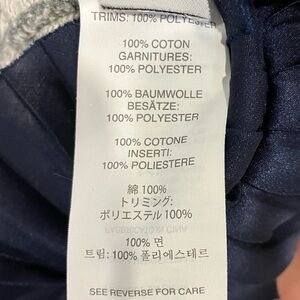 TRIMS: 100% POLYESTER
100% COTTON
GARNITURES:
100% POLYESTER
100% BAUMWOLLE
BESÄTZE:
100% POLYESTER
100% COTONE
INSERTI:
100% POLIESTERE
綿 100%
トリミング:
ポリエステル 100%
100% 면
트림: 100% 폴리에스테르
SEE REVERSE FOR CARE